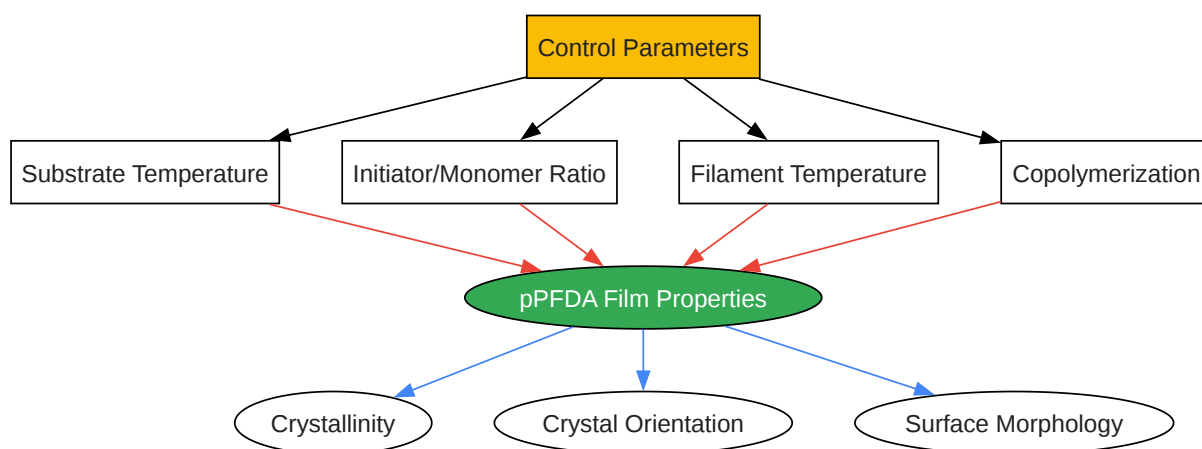 Control Parameters
Substrate Temperature
Initiator/Monomer Ratio
Filament Temperature
Copolymerization
pPFDA Film Properties
Crystallinity
Crystal Orientation
Surface Morphology